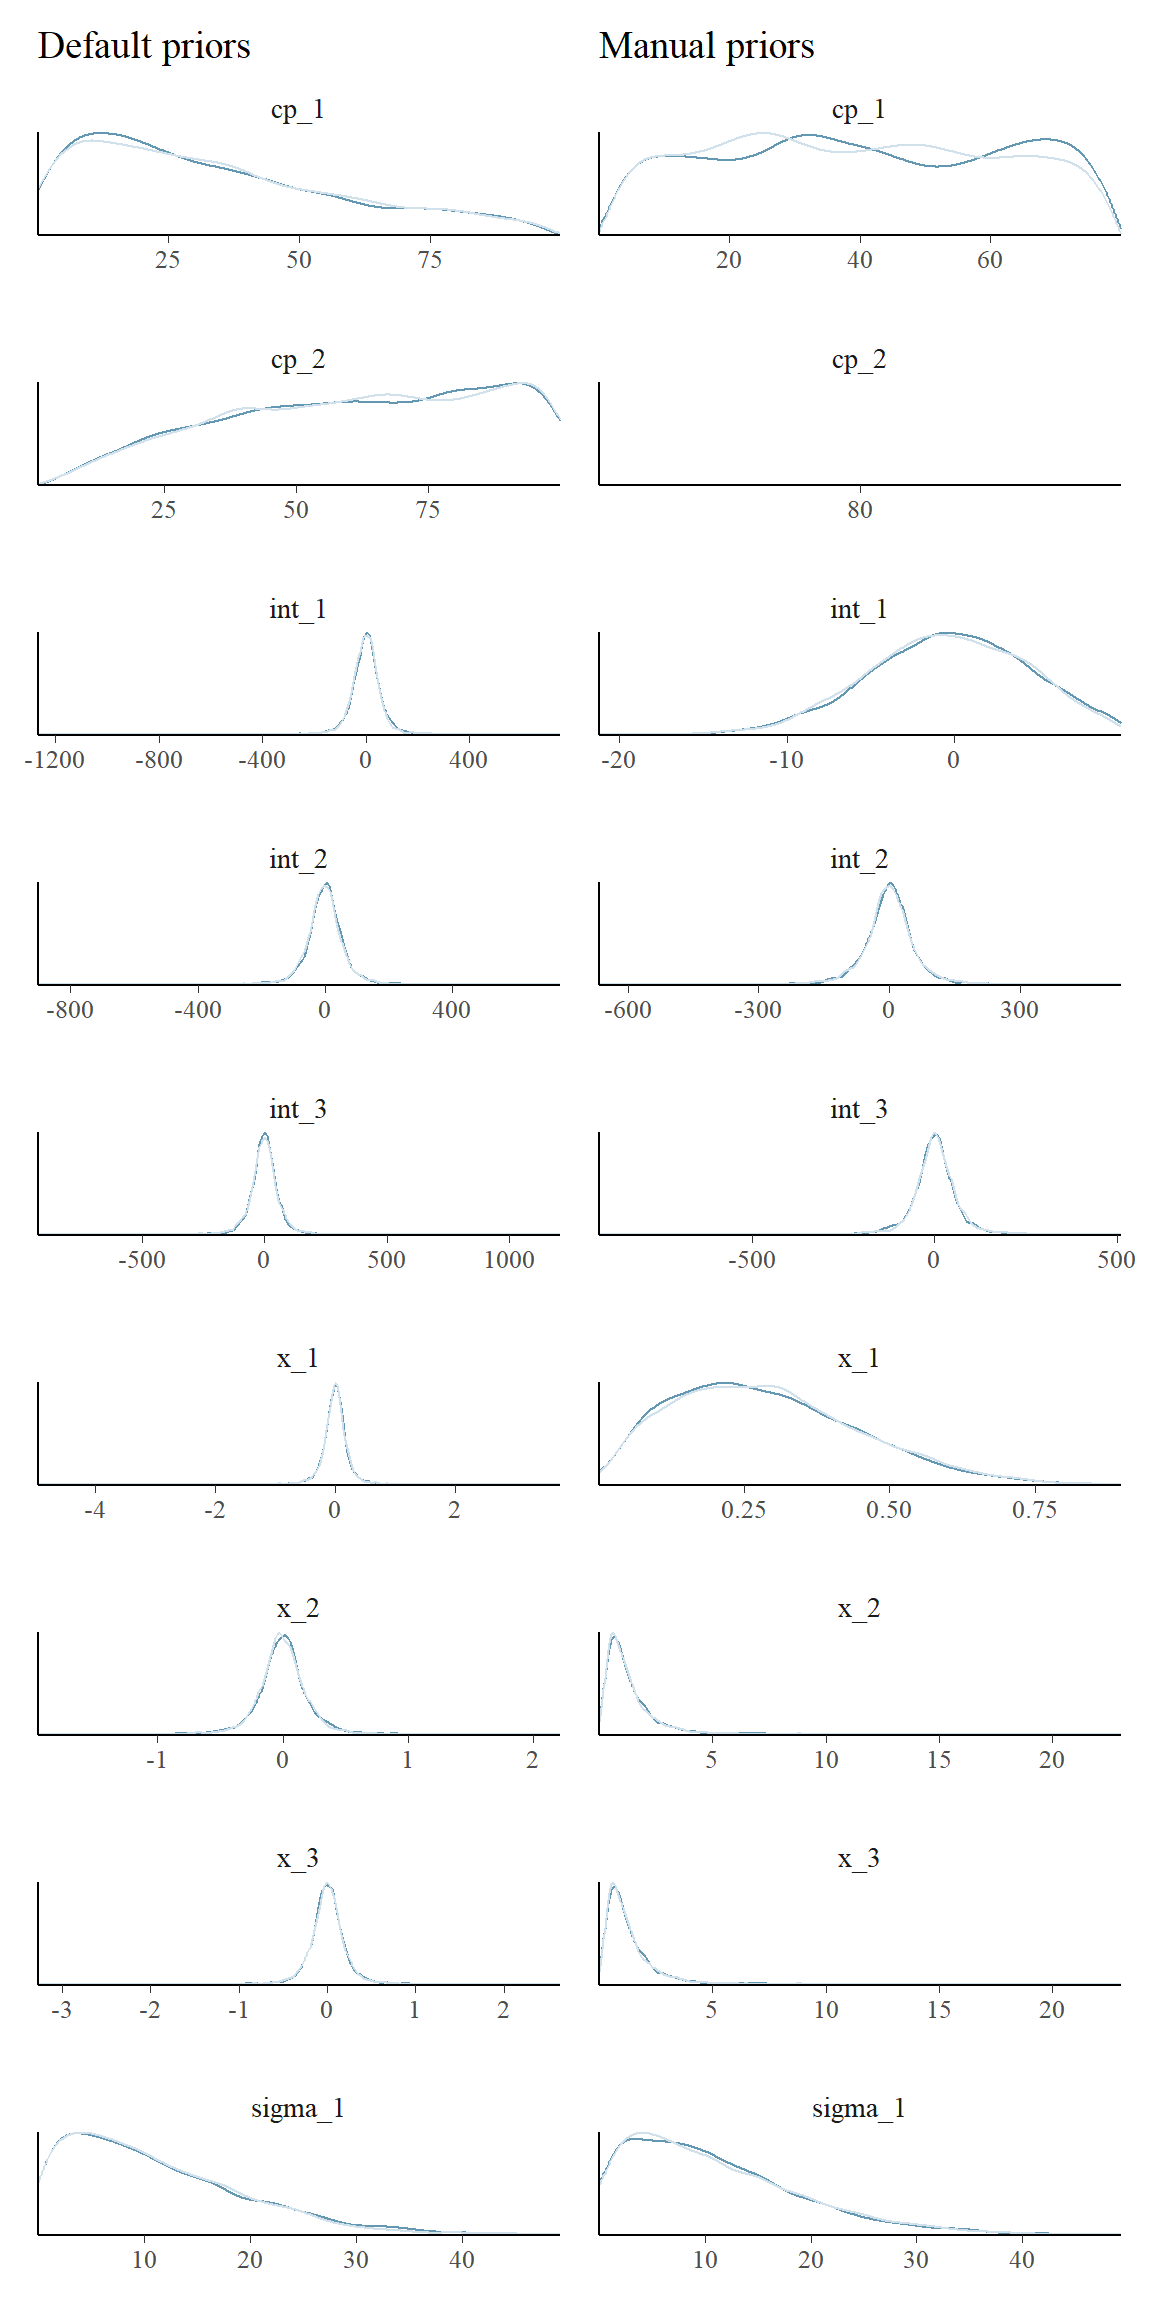 Default priors Manual priors
cp_1 cp_1
25 50 75 20 40 60
cp_2 cp_2
25 50 75 80
int_1 int_1
-1200 -800 -400 0 400 -20 -10 0
int_2 int_2
-800 -400 0 400 -600 -300 0 300
int_3 int_3
-500 0 500 1000 -500 0 500
x_1 x_1
-4 -2 0 2 0.25 0.50 0.75
x_2 x_2
-1 0 1 2 5 10 15 20
x_3 x_3
-3 -2 -1 0 1 2 5 10 15 20
sigma_1 sigma_1
10 20 30 40 10 20 30 40